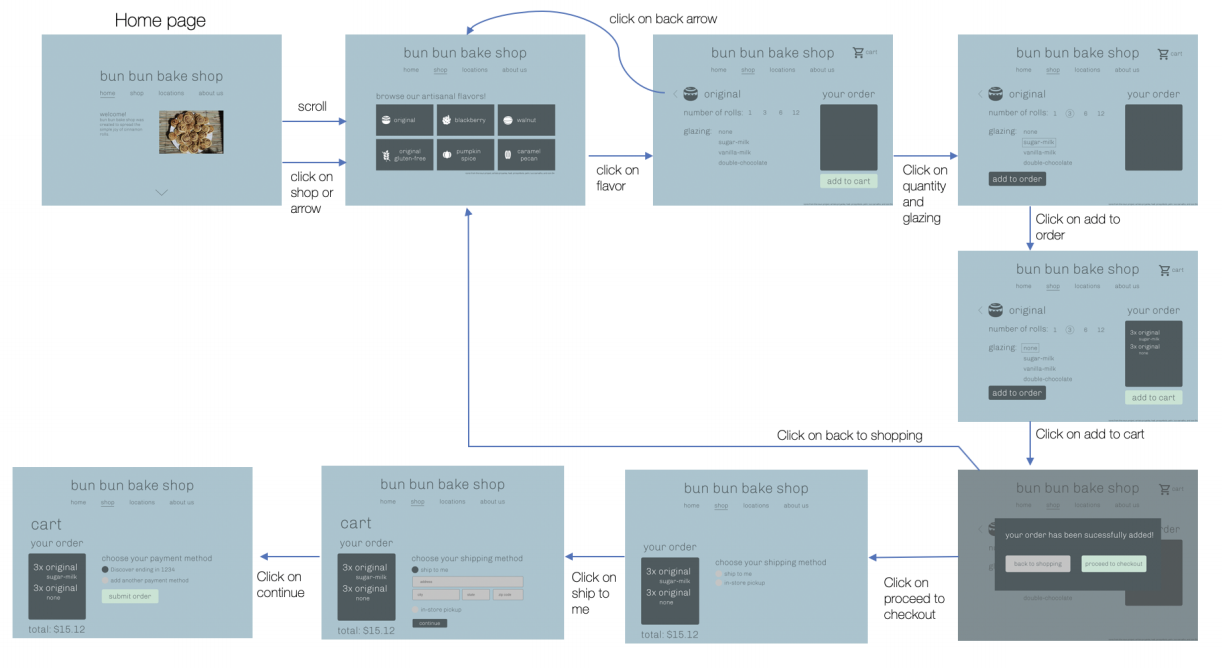 Home page
bun bun bake shop
home shop locations about us
welcome!
scroll
click on
shop or
arrow
bun bun bake shop
home shop locations about us
browse our artisanal flavors!
original
blackberry
walnut
original
gluten-free
pumpkin
spice
caramel
pecan
click on back arrow
click on
flavor
bun bun bake shop
cart
home shop locations about us
original
your order
number of rolls: 1 3 6 12
glazing: none
sugar-milk
vanilla-milk
double-chocolate
add to cart
Click on
quantity
and
glazing
bun bun bake shop
cart
home shop locations about us
original
your order
number of rolls: 1 3 6 12
glazing: none
sugar-milk
vanilla-milk
double-chocolate
add to order
Click on add to
order
bun bun bake shop
cart
home shop locations about us
original
your order
number of rolls: 1 3 6 12
3x original
sugar-milk
3x original
none
glazing: none
sugar-milk
vanilla-milk
double-chocolate
add to order
add to cart
Click on add to cart
Click on back to shopping
bun bun bake shop
cart
home shop locations about us
your order has been sucessfully added!
back to shopping
proceed to checkout
double-chocolate
Click on
proceed to
checkout
bun bun bake shop
home shop locations about us
your order
3x original
sugar-milk
3x original
none
total: $15.12
choose your shipping method
ship to me
in-store pickup
Click on
ship to
me
bun bun bake shop
home shop locations about us
cart
your order
3x original
sugar-milk
3x original
none
total: $15.12
choose your shipping method
ship to me
address
city state zip code
in-store pickup
continue
Click on
continue
bun bun bake shop
home shop locations about us
cart
your order
3x original
sugar-milk
3x original
none
total: $15.12
choose your payment method
Discover ending in 1234
add another payment method
submit order